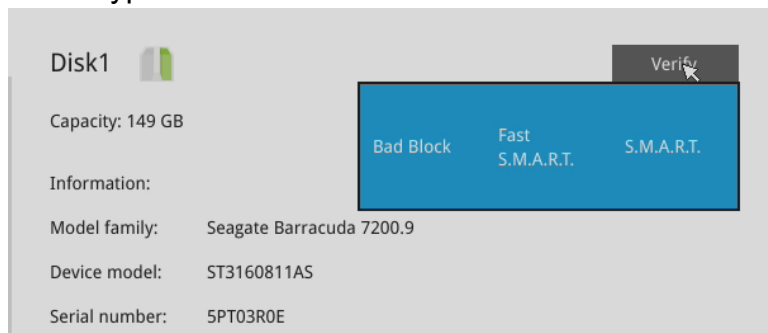 Disk1
Verify
Capacity: 149 GB
Bad Block
Fast
S.M.A.R.T.
S.M.A.R.T.
Information:
Model family: Seagate Barracuda 7200.9
Device model: ST3160811AS
Serial number: 5PT03R0E